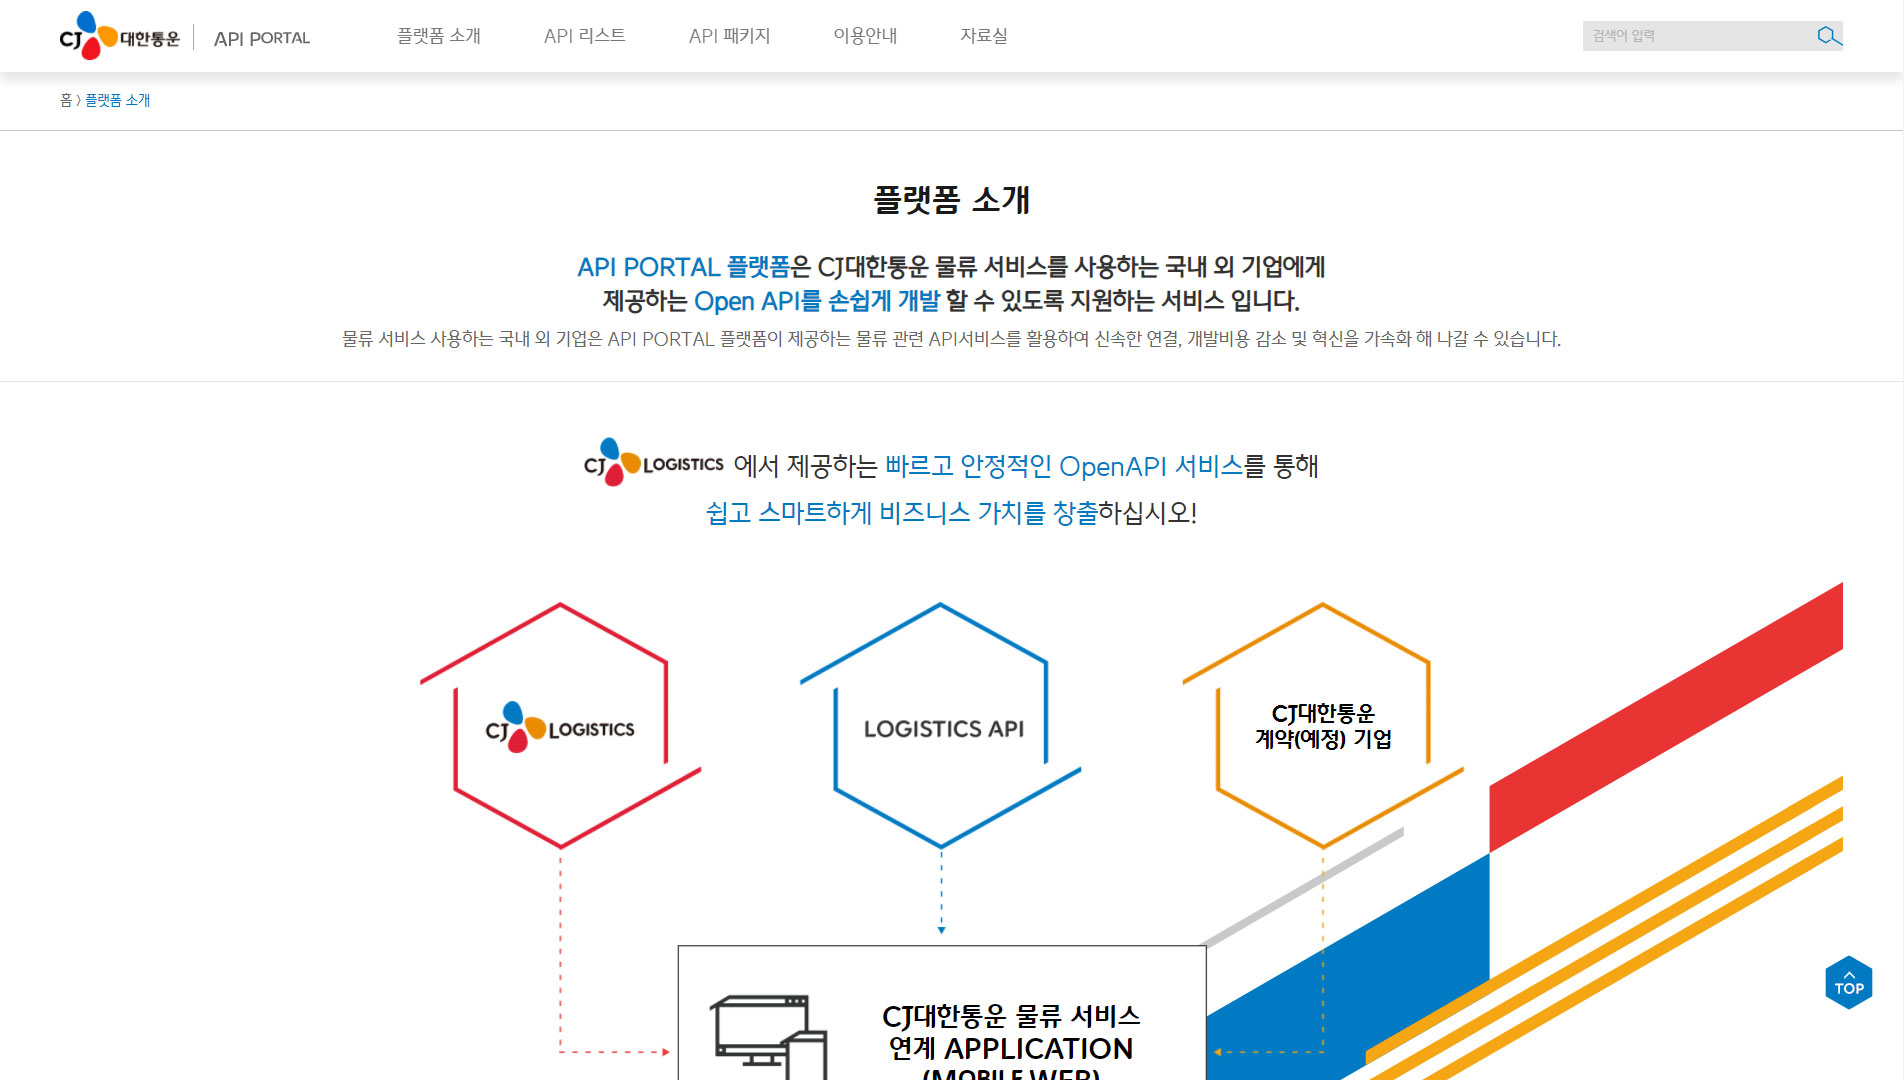 CJ대한통운 API PORTAL 플랫폼 소개 API 리스트 API 패키지 이용안내 자료실 검색어 입력
홈 > 플랫폼 소개
플랫폼 소개
API PORTAL 플랫폼은 CJ대한통운 물류 서비스를 사용하는 국내 외 기업에게
제공하는 Open API를 손쉽게 개발 할 수 있도록 지원하는 서비스 입니다.
물류 서비스 사용하는 국내 외 기업은 API PORTAL 플랫폼이 제공하는 물류 관련 API서비스를 활용하여 신속한 연결, 개발비용 감소 및 혁신을 가속화 해 나갈 수 있습니다.
CJ LOGISTICS 에서 제공하는 빠르고 안정적인 OpenAPI 서비스를 통해
쉽고 스마트하게 비즈니스 가치를 창출하십시오!
CJ LOGISTICS
LOGISTICS API
CJ대한통운
계약(예정) 기업
TOP
CJ대한통운 물류 서비스
연계 APPLICATION
(MOBILE WEB)